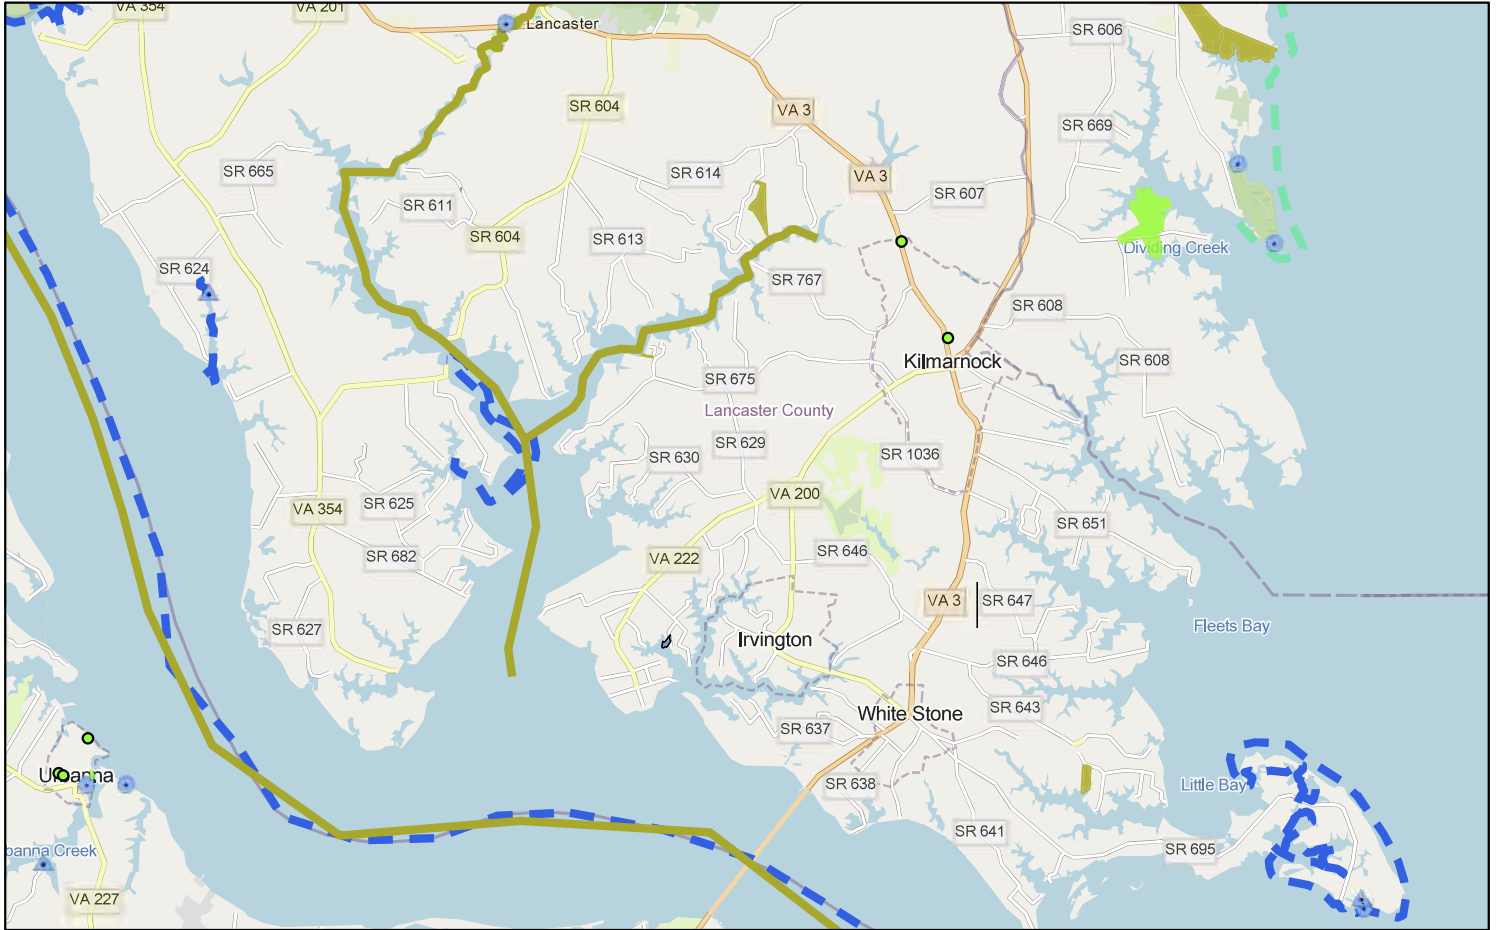 VA 354
VA 201
Lancaster
SR 606
SR 604
VA 3
SR 669
SR 665
SR 614
VA 3
SR 607
SR 611
SR 604
SR 613
Dividing Creek
SR 624
SR 767
SR 608
Kilmarnock
SR 608
SR 675
Lancaster County
SR 629
SR 630
SR 1036
VA 200
VA 354
SR 625
SR 651
SR 682
VA 222
SR 646
VA 3
SR 647
SR 627
Fleets Bay
Irvington
SR 646
SR 643
White Stone
SR 637
Urbanna
SR 638
Little Bay
SR 641
SR 695
banna Creek
VA 227